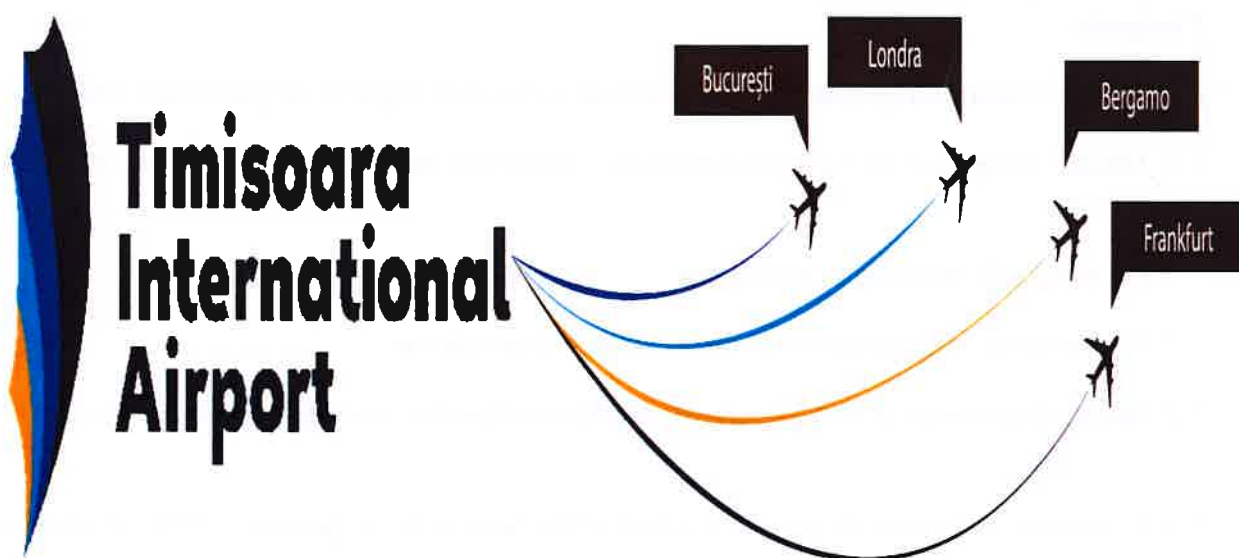 Timisoara
International
Airport
București
Londra
Bergamo
Frankfurt